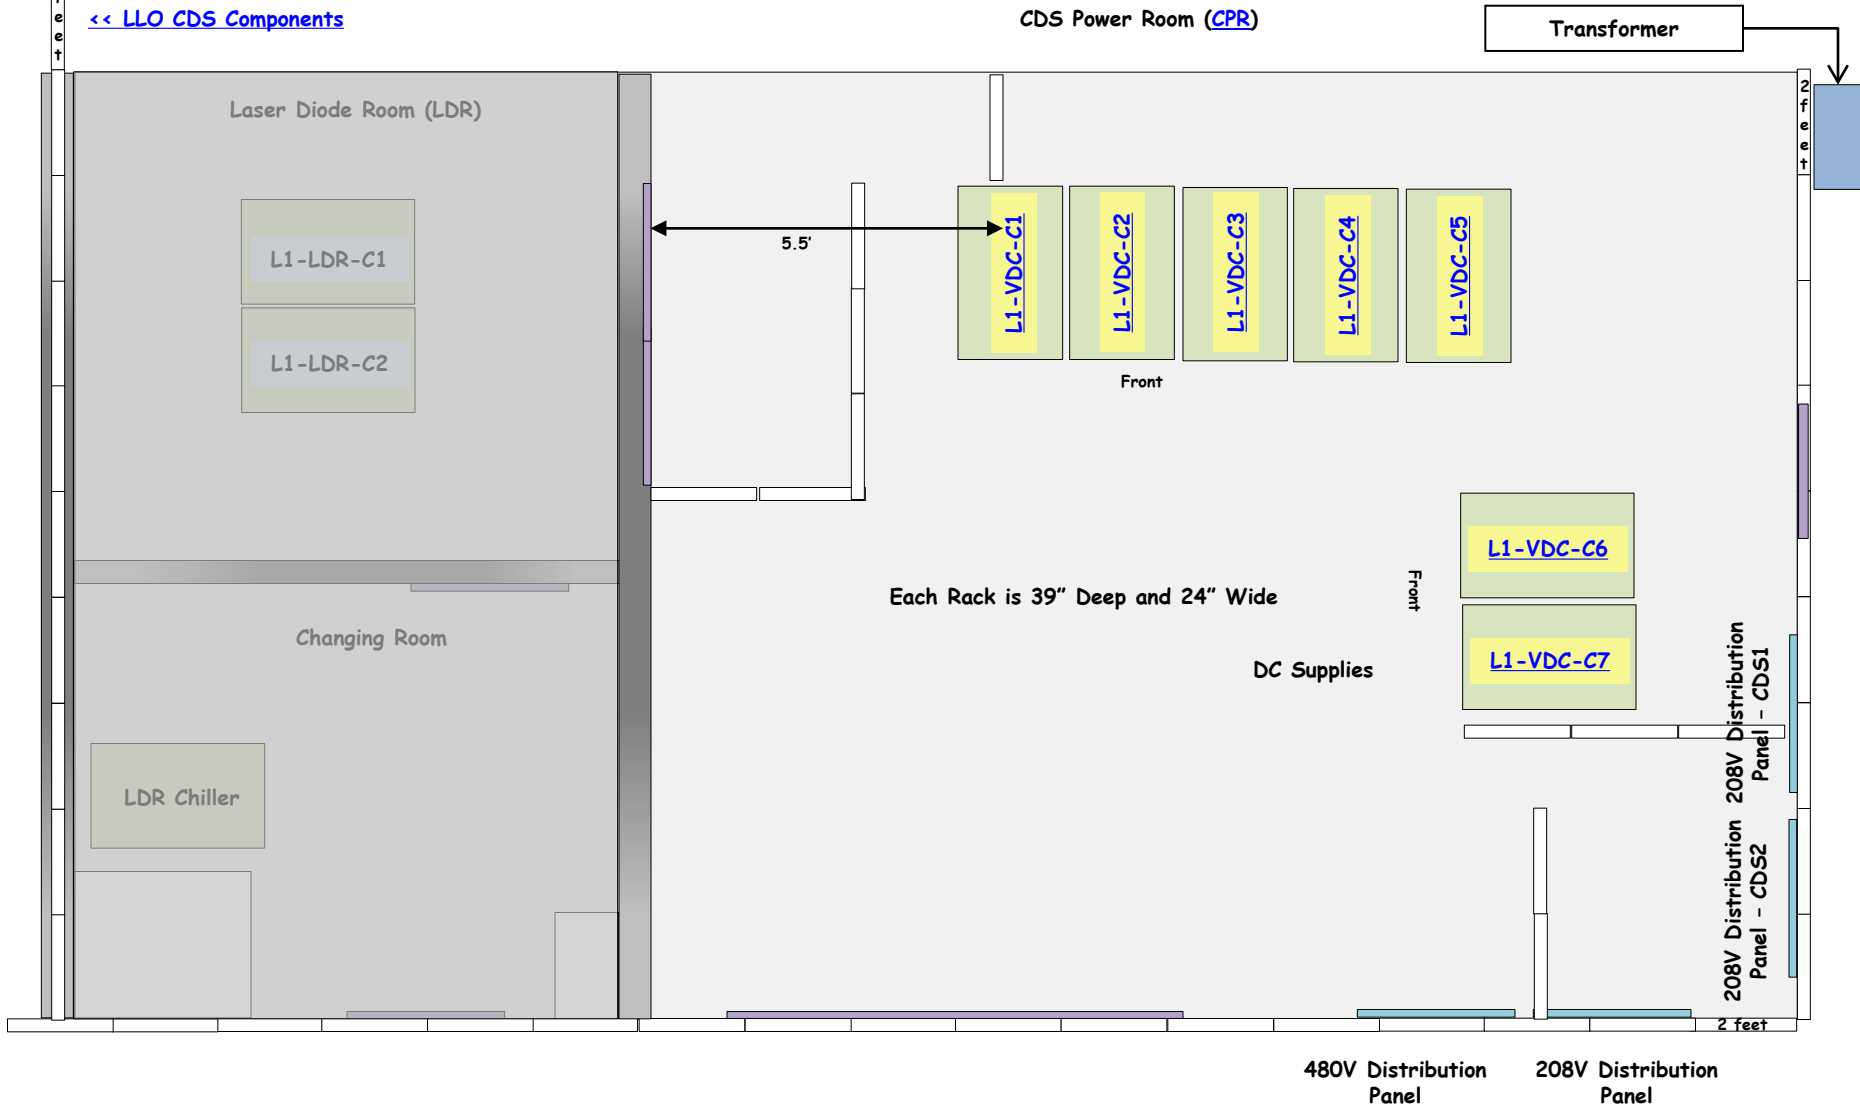 feet
<< LLO CDS Components
CDS Power Room (CPR)
Transformer
2 feet
Laser Diode Room (LDR)
L1-LDR-C1
L1-LDR-C2
5.5'
L1-VDC-C1
L1-VDC-C2
L1-VDC-C3
L1-VDC-C4
L1-VDC-C5
Front
L1-VDC-C6
Front
Each Rack is 39” Deep and 24” Wide
L1-VDC-C7
DC Supplies
Changing Room
LDR Chiller
208V Distribution
Panel - CDS1
208V Distribution
Panel - CDS2
2 feet
480V Distribution
Panel
208V Distribution
Panel